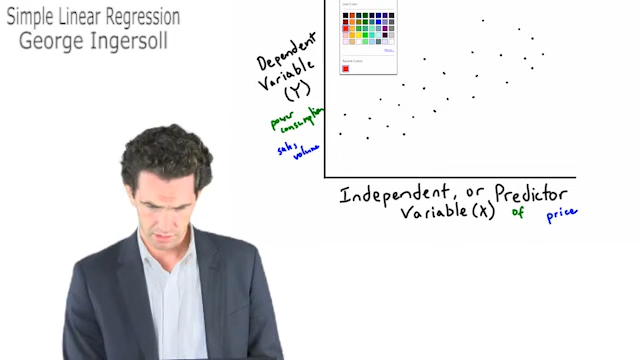 Simple Linear Regression
George Ingersoll
Dependent
Variable
(Y)
power
consumption
sales
volume
Independent, or Predictor
Variable (X)
of
price